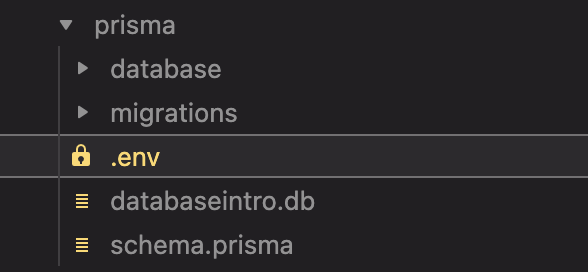 prisma
database
migrations
.env
databaseintro.db
schema.prisma